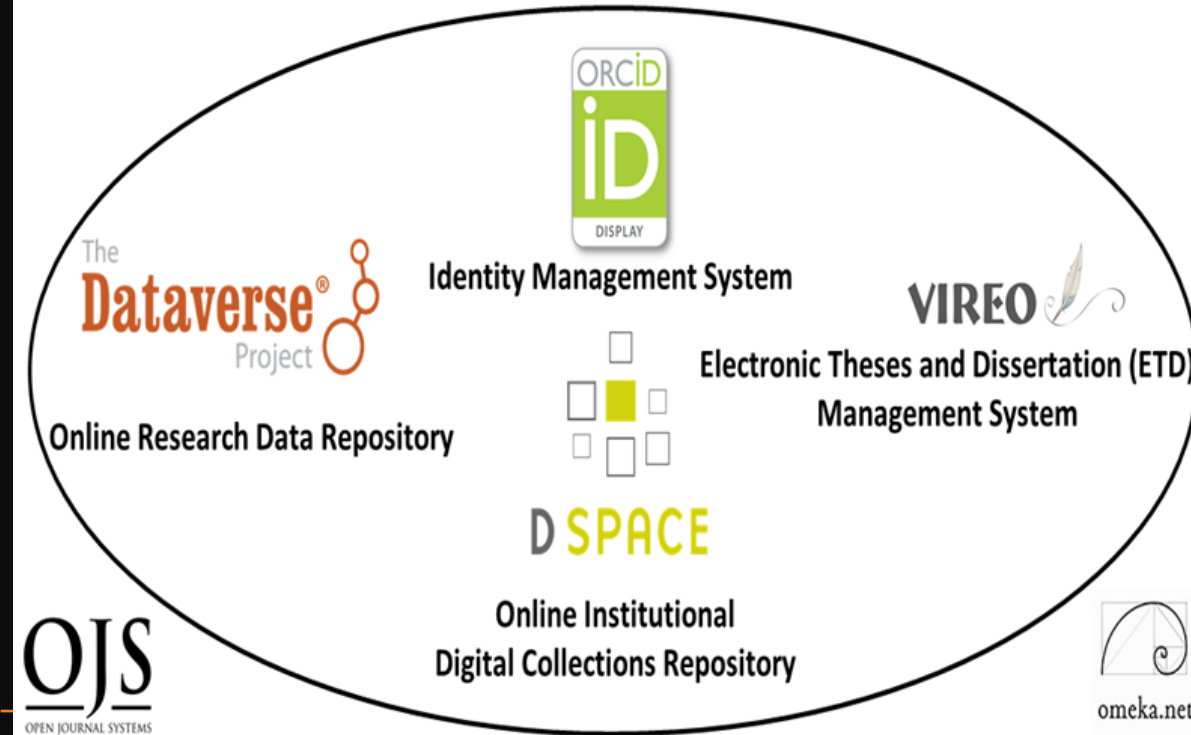 ORCiD
iD
DISPLAY
Identity Management System
The
Dataverse®
Project
Online Research Data Repository
VIREO
Electronic Theses and Dissertation (ETD)
Management System
D SPACE
Online Institutional
Digital Collections Repository
OJS
OPEN JOURNAL SYSTEMS
omeka.net